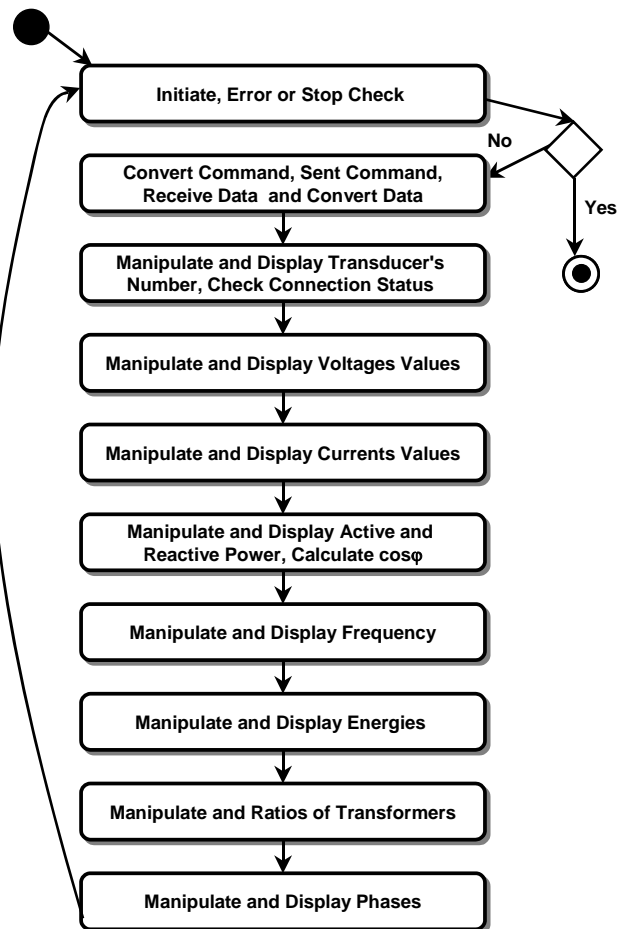 Initiate, Error or Stop Check
No
Convert Command, Sent Command,
Receive Data and Convert Data
Yes
Manipulate and Display Transducer's
Number, Check Connection Status
Manipulate and Display Voltages Values
Manipulate and Display Currents Values
Manipulate and Display Active and
Reactive Power, Calculate cosφ
Manipulate and Display Frequency
Manipulate and Display Energies
Manipulate and Ratios of Transformers
Manipulate and Display Phases